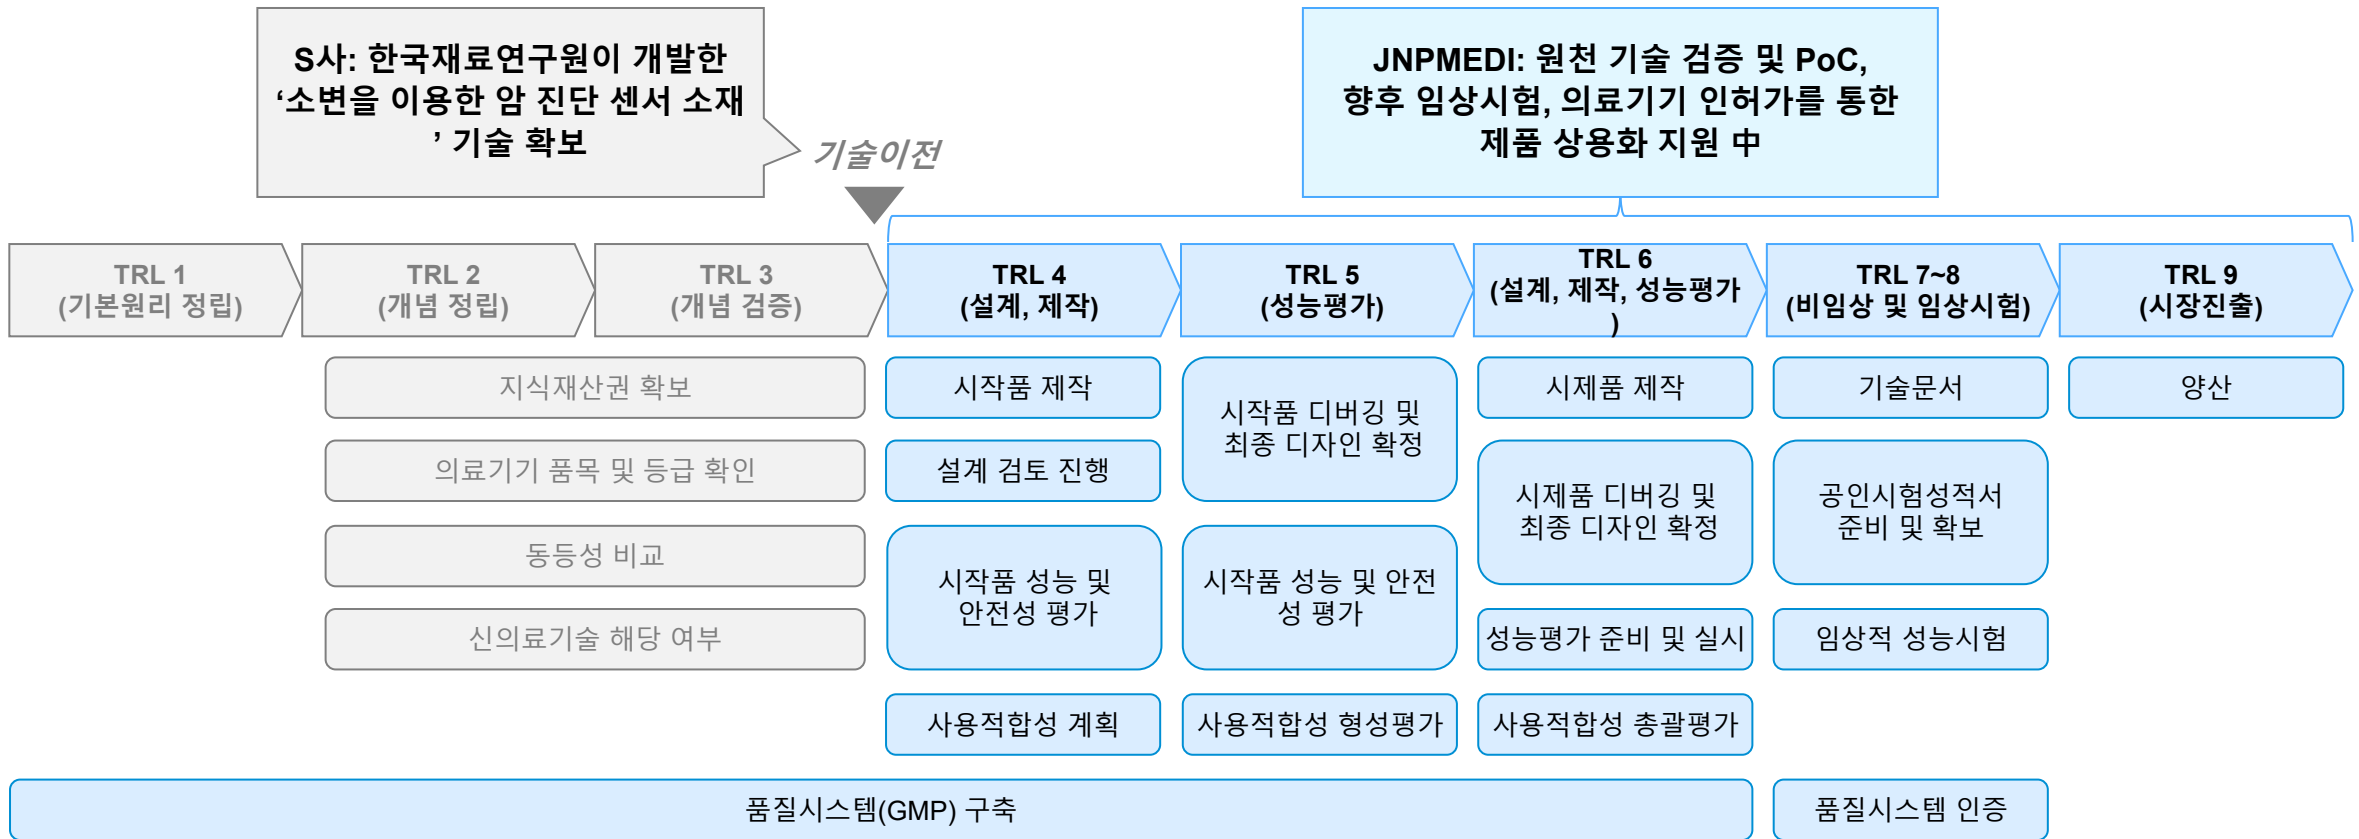 S사: 한국재료연구원이 개발한
‘소변을 이용한 암 진단 센서 소재
’ 기술 확보
기술이전
JNPMEDI: 원천 기술 검증 및 PoC,
향후 임상시험, 의료기기 인허가를 통한
제품 상용화 지원 中
TRL 1
(기본원리 정립)
TRL 2
(개념 정립)
TRL 3
(개념 검증)
TRL 4
(설계, 제작)
TRL 5
(성능평가)
TRL 6
(설계, 제작, 성능평가
)
TRL 7~8
(비임상 및 임상시험)
TRL 9
(시장진출)
지식재산권 확보
의료기기 품목 및 등급 확인
동등성 비교
신의료기술 해당 여부
시작품 제작
설계 검토 진행
시작품 성능 및
안전성 평가
사용적합성 계획
시작품 디버깅 및
최종 디자인 확정
시작품 성능 및 안전
성 평가
사용적합성 형성평가
시제품 제작
시제품 디버깅 및
최종 디자인 확정
성능평가 준비 및 실시
사용적합성 총괄평가
기술문서
공인시험성적서
준비 및 확보
임상적 성능시험
양산
품질시스템(GMP) 구축
품질시스템 인증